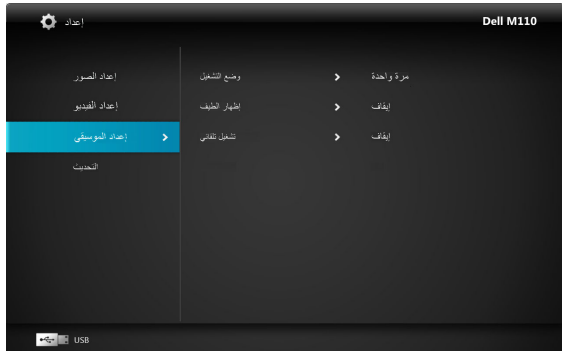 إعداد
Dell M110
إعداد الصور
إعداد الفيديو
إعداد الموسيقى
التحديث
وضع التشغيل
مرة واحدة
إظهار الطيف
إيقاف
تشغيل تلقائي
إيقاف
USB